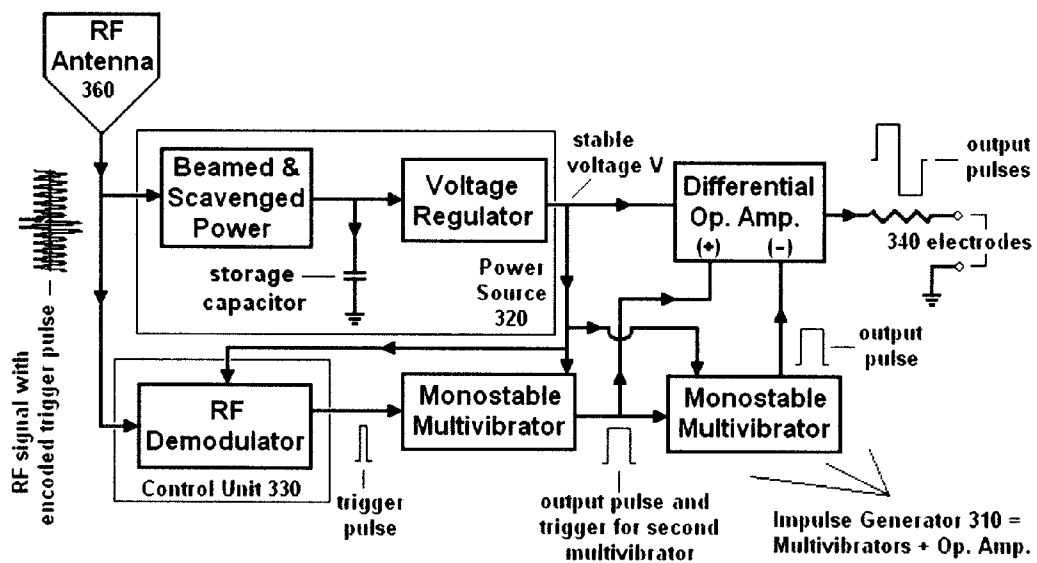 RF
Antenna
360
Beamed &
Scavenged
Power
Voltage
Regulator
stable
voltage V
Differential
Op. Amp.
(+) (-)
output
pulses
340 electrodes
storage
capacitor
Power
Source
320
RF signal with
encoded trigger pulse
RF
Demodulator
Control Unit 330
trigger
pulse
Monostable
Multivibrator
output pulse and
trigger for second
multivibrator
Monostable
Multivibrator
output
pulse
Impulse Generator 310 =
Multivibrators + Op. Amp.